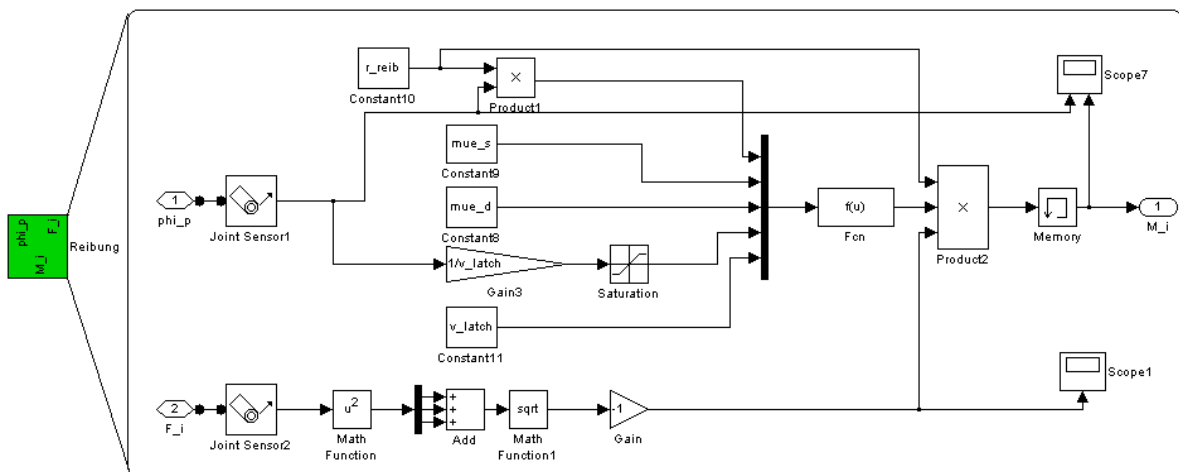 r_reib
Constant10
×
Product1
Scope7
mue_s
Constant9
1
phi_p
Joint Sensor1
mue_d
Constant8
f(u)
Fcn
×
Product2
Memory
1
M_i
phi_p
F_i
M_i
Reibung
1/v_latch
Gain3
Saturation
v_latch
Constant11
Scope1
2
F_i
Joint Sensor2
u²
Math
Function
+
+
+
Add
sqrt
Math
Function1
-1
Gain